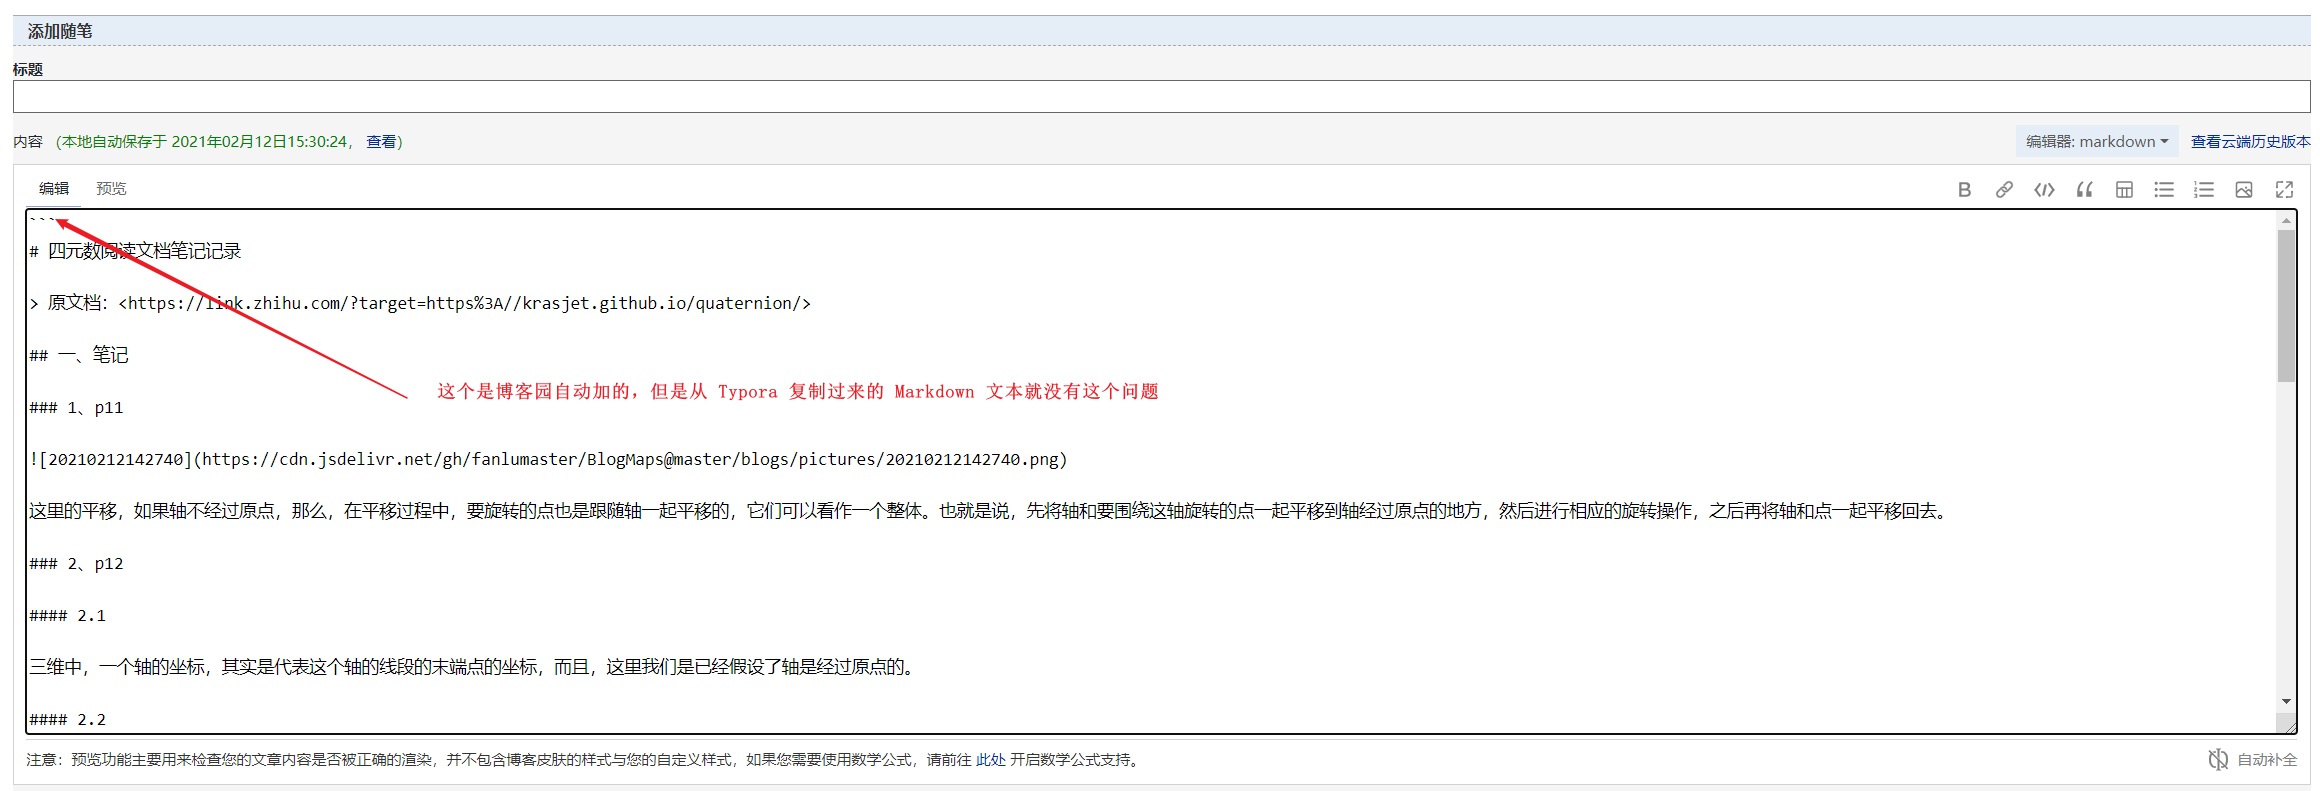 添加随笔
标题
内容 (本地自动保存于 2021年02月12日15:30:24, 查看) 编辑器: markdown 查看云端历史版本
编辑 预览
```
# 四元数阅读文档笔记记录
> 原文档：<https://link.zhihu.com/?target=https%3A//krasjet.github.io/quaternion/>
## 一、笔记
这个是博客园自动加的，但是从 Typora 复制过来的 Markdown 文本就没有这个问题
### 1、p11
![20210212142740](https://cdn.jsdelivr.net/gh/fanlumaster/BlogMaps@master/blogs/pictures/20210212142740.png)
这里的平移，如果轴不经过原点，那么，在平移过程中，要旋转的点也是跟随轴一起平移的，它们可以看作一个整体。也就是说，先将轴和要围绕这轴旋转的点一起平移到轴经过原点的地方，然后进行相应的旋转操作，之后再将轴和点一起平移回去。
### 2、p12
#### 2.1
三维中，一个轴的坐标，其实是代表这个轴的线段的末端点的坐标，而且，这里我们是已经假设了轴是经过原点的。
#### 2.2
注意：预览功能主要用来检查您的文章内容是否被正确的渲染，并不包含博客皮肤的样式与您的自定义样式，如果您需要使用数学公式，请前往 此处 开启数学公式支持。 自动补全